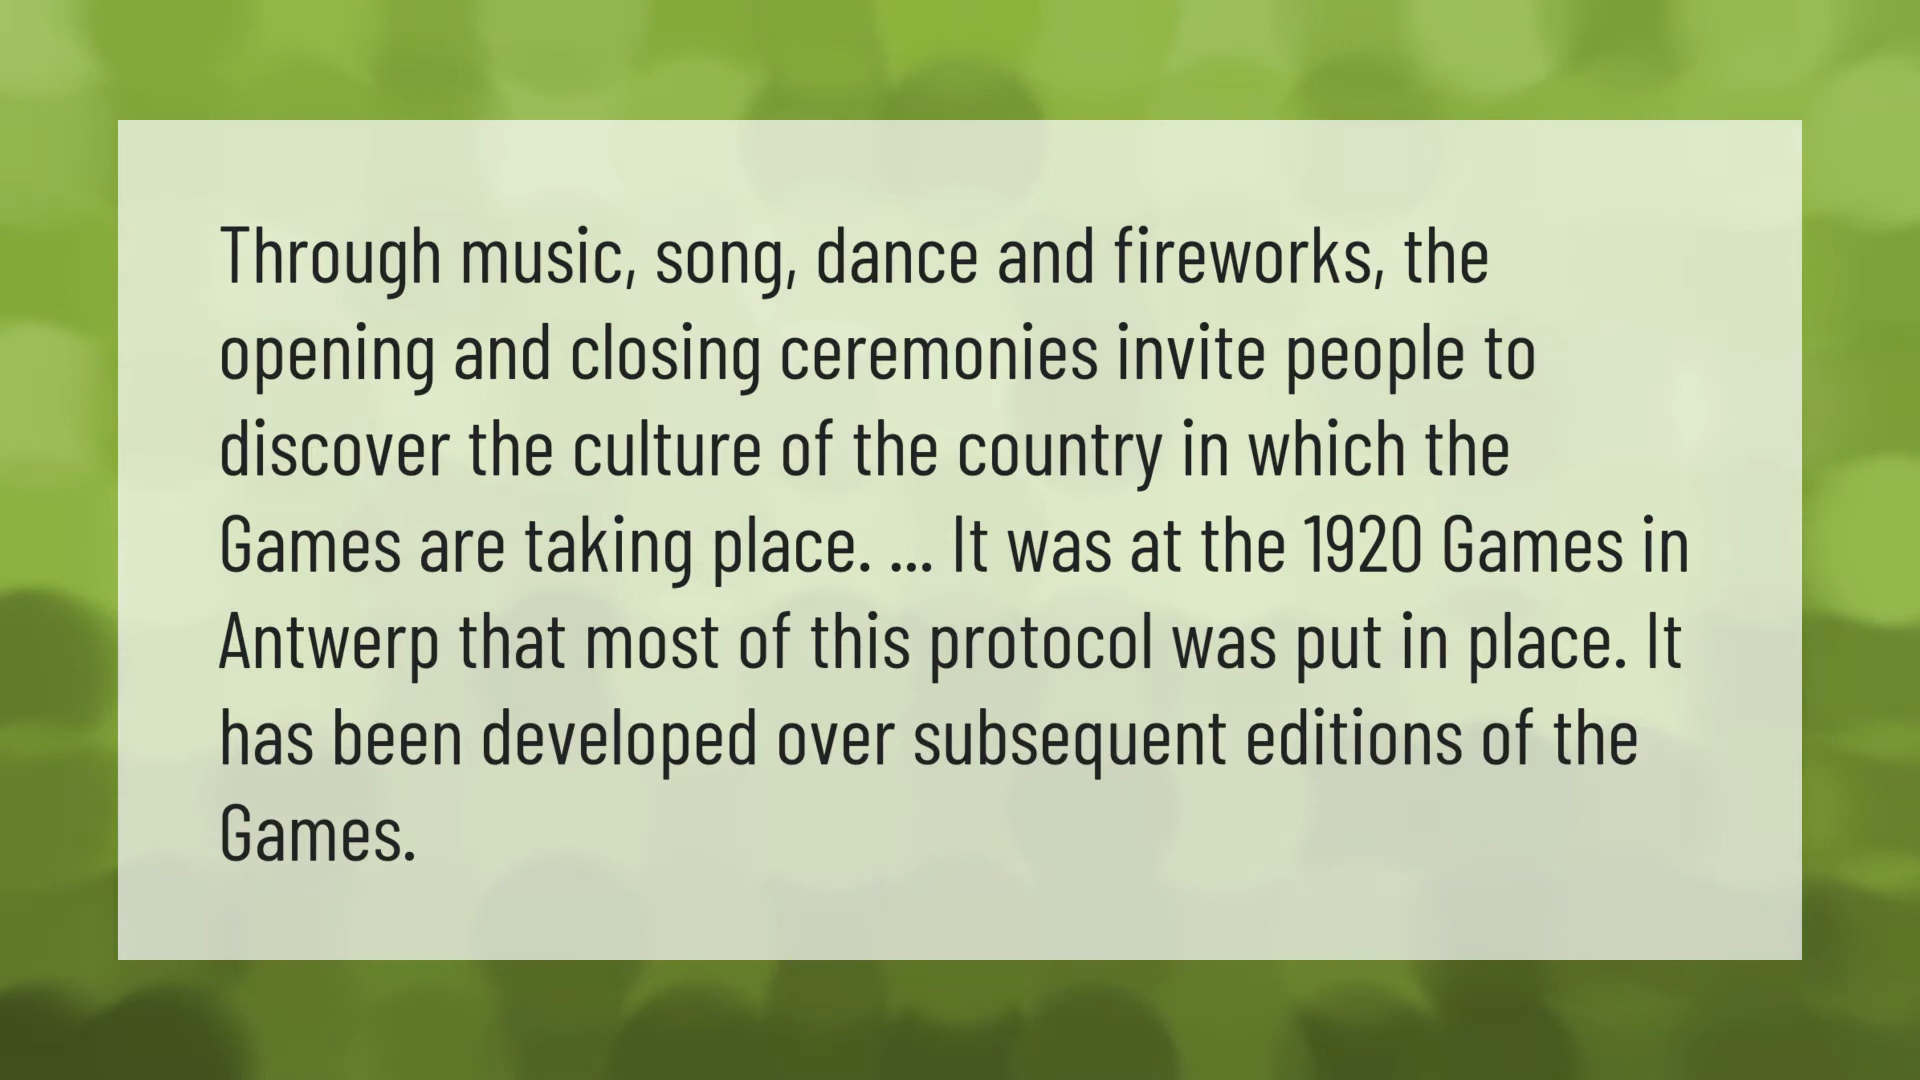 Through music, song, dance and fireworks, the
opening and closing ceremonies invite people to
discover the culture of the country in which the
Games are taking place. ... It was at the 1920 Games in
Antwerp that most of this protocol was put in place. It
has been developed over subsequent editions of the
Games.